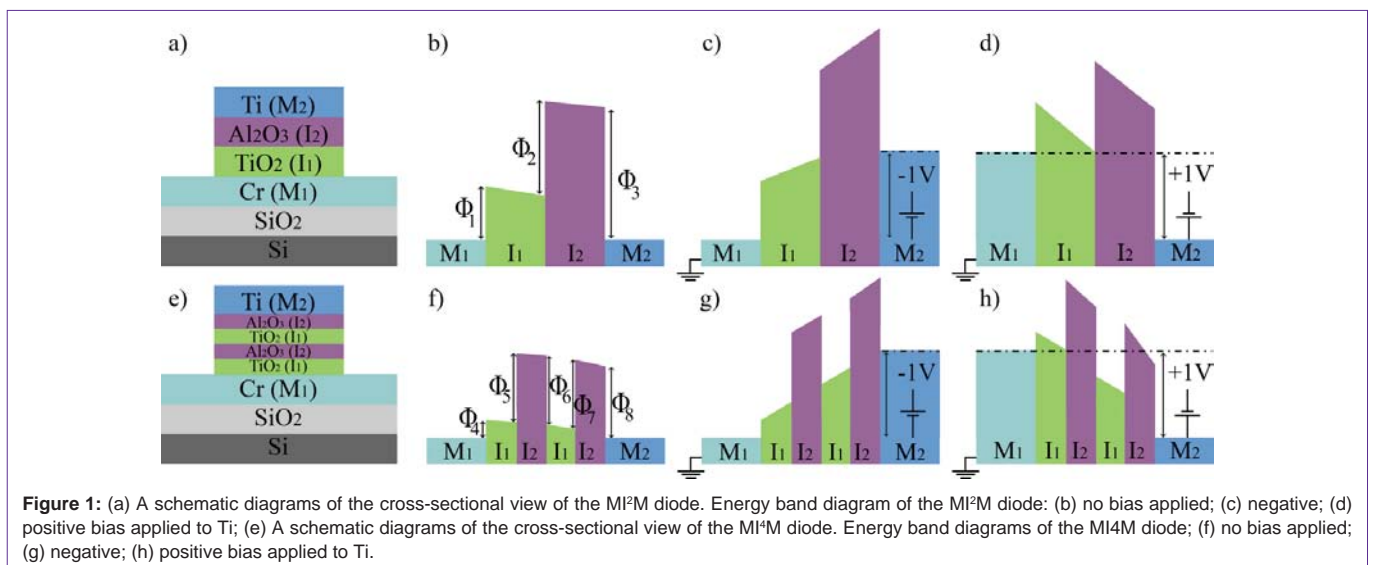 a)
Ti (M2)
Al2O3 (I2)
TiO2 (I1)
Cr (M1)
SiO2
Si
b)
Φ1
Φ2
Φ3
M1 I1 I2 M2
c)
-1V
M1 I1 I2 M2
d)
+1V
M1 I1 I2 M2
e)
Ti (M2)
Al2O3 (I2)
TiO2 (I1)
Al2O3 (I2)
TiO2 (I1)
Cr (M1)
SiO2
Si
f)
Φ4
Φ5
Φ6
Φ7
Φ8
M1 I1 I2 I1 I2 M2
g)
-1V
M1 I1 I2 I1 I2 M2
h)
+1V
M1 I1 I2 I1 I2 M2
Figure 1: (a) A schematic diagrams of the cross-sectional view of the MI²M diode. Energy band diagram of the MI²M diode: (b) no bias applied; (c) negative; (d)
positive bias applied to Ti; (e) A schematic diagrams of the cross-sectional view of the MI⁴M diode. Energy band diagrams of the MI4M diode; (f) no bias applied;
(g) negative; (h) positive bias applied to Ti.